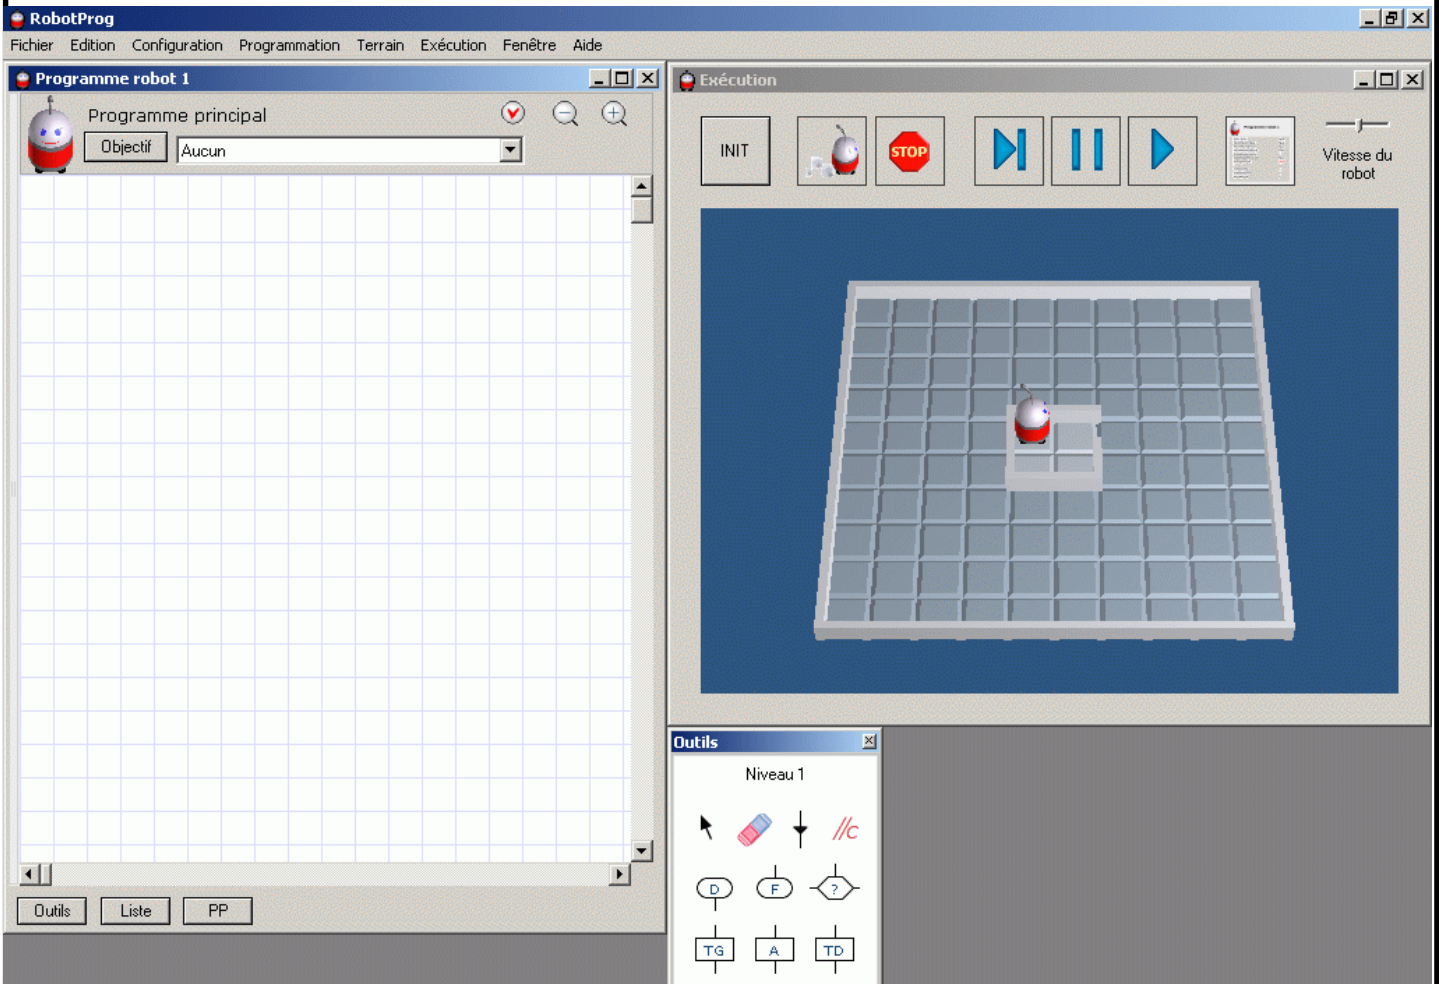 RobotProg
Fichier Edition Configuration Programmation Terrain Exécution Fenêtre Aide
Programme robot 1
Programme principal
Objectif
Aucun
Outils
Liste
PP
Exécution
INIT
STOP
Vitesse du
robot
Outils
Niveau 1
//C
D F ?
TG A TD